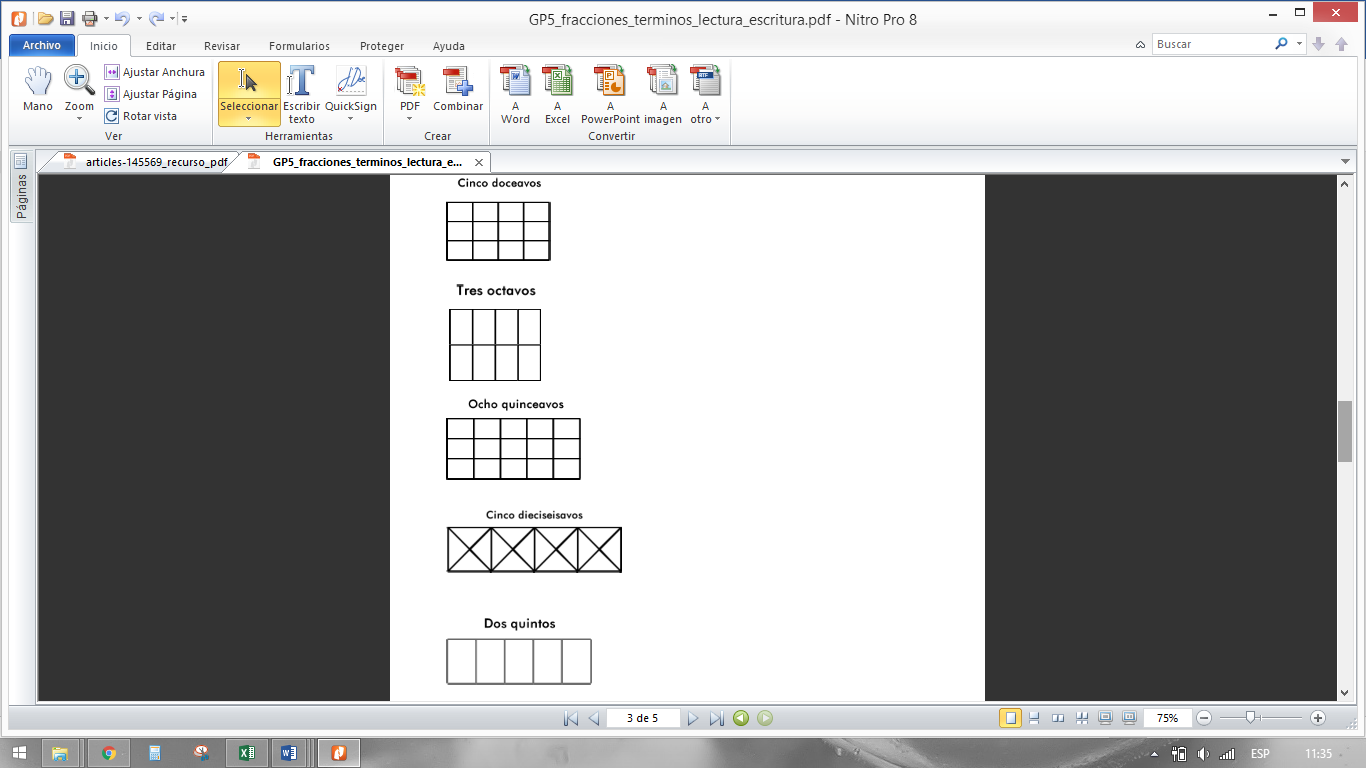 GP5_fracciones_terminos_lectura_escritura.pdf - Nitro Pro 8
Archivo Inicio Editar Revisar Formularios Proteger Ayuda Buscar
Mano Zoom Ajustar Anchura Ajustar Página Rotar vista Seleccionar Escribir texto QuickSign PDF Combinar A Word A Excel A PowerPoint A imagen A otro
Ver Herramientas Crear Convertir
articles-145569_recurso_pdf GP5_fracciones_terminos_lectura_e...
Páginas
Cinco doceavos
Tres octavos
Ocho quinceavos
Cinco dieciseisavos
Dos quintos
3 de 5 75%
ESP 11:35